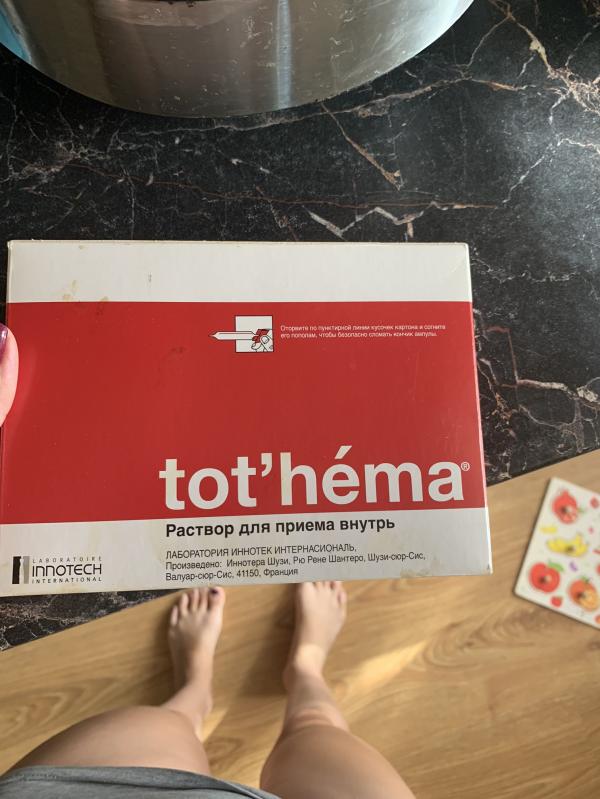 Оторвите по пунктирной линии кусочек картона и согните
его пополам, чтобы безопасно сломать кончик ампулы.
tot'héma®
Раствор для приема внутрь
ЛАБОРАТОРИЯ ИННОТЕК ИНТЕРНАСИОНАЛЬ,
Произведено: Иннотера Шузи, Рю Рене Шантеро, Шузи-сюр-Сис,
Валуар-сюр-Сис, 41150, Франция
LABORATOIRE
INNOTECH
INTERNATIONAL